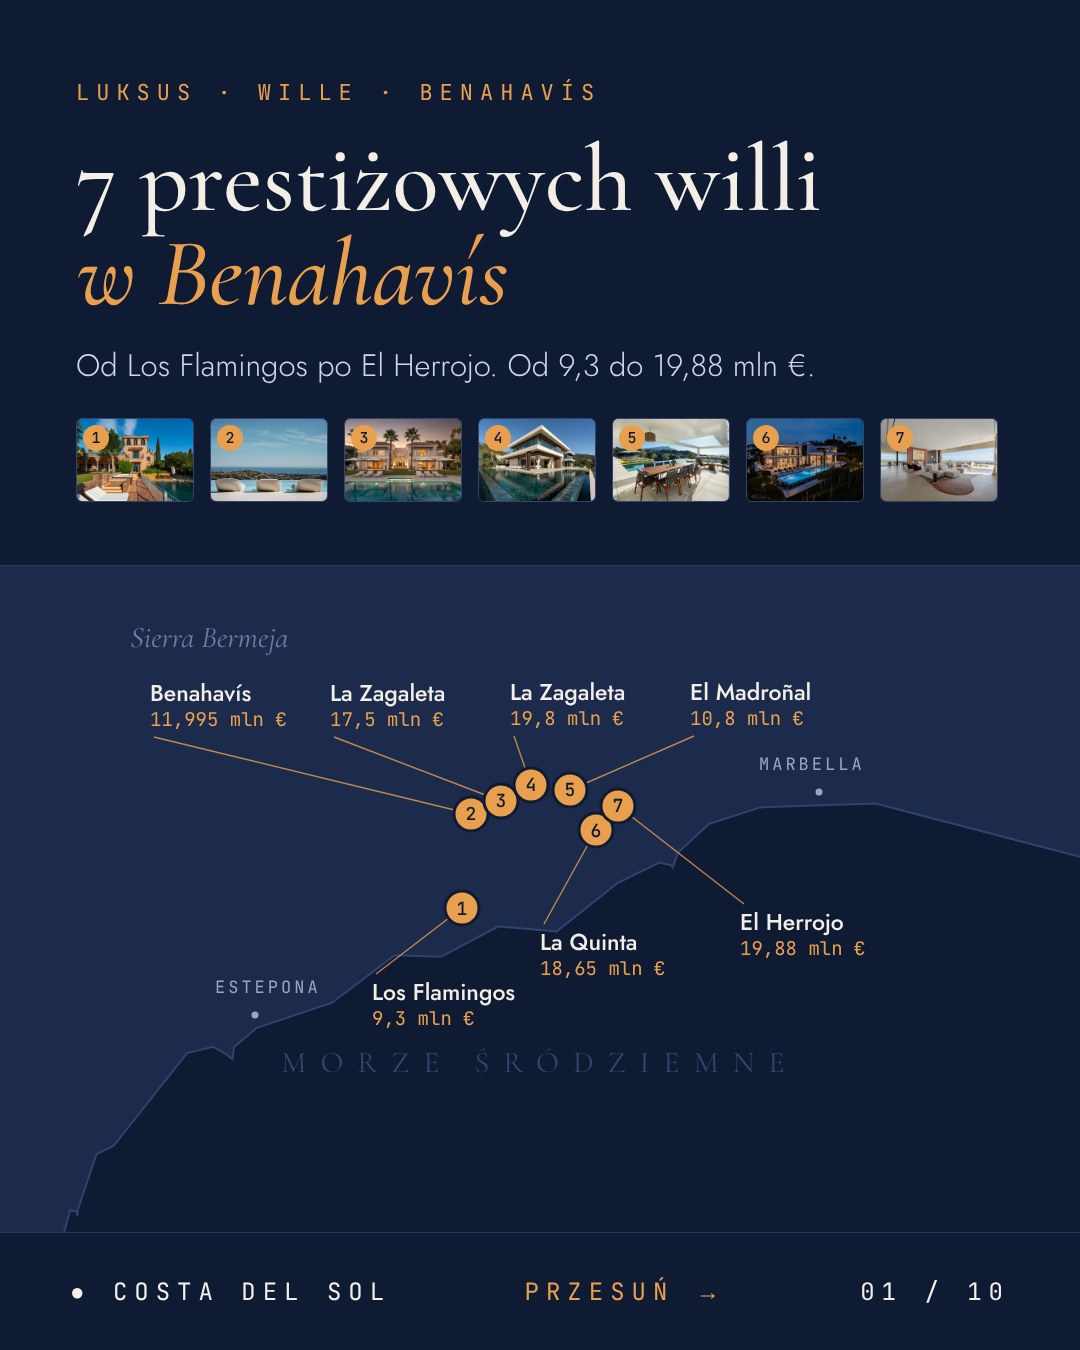 LUKSUS · WILLE · BENAHAVÍS
7 prestiżowych willi
w Benahavís
Od Los Flamingos po El Herrojo. Od 9,3 do 19,88 mln €.
1 2 3 4 5 6 7
Sierra Bermeja
Benahavís
11,995 mln €
La Zagaleta
17,5 mln €
La Zagaleta
19,8 mln €
El Madroñal
10,8 mln €
MARBELLA
2
3
4
5
6
7
1
El Herrojo
19,88 mln €
La Quinta
18,65 mln €
Los Flamingos
9,3 mln €
ESTEPONA
MORZE ŚRÓDZIEMNE
• COSTA DEL SOL
PRZESUŃ →
01 / 10